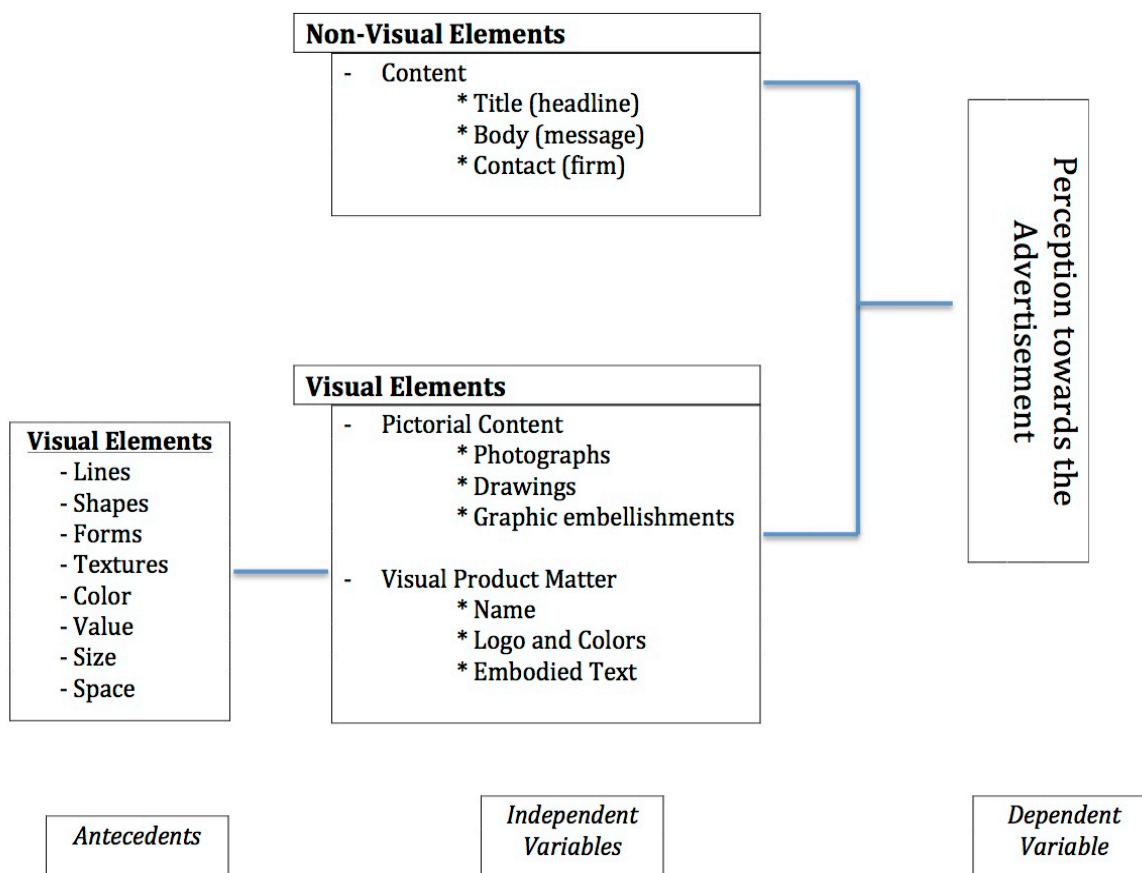 Non-Visual Elements
- Content
* Title (headline)
* Body (message)
* Contact (firm)
Perception towards the
Advertisement
Visual Elements
- Pictorial Content
* Photographs
* Drawings
* Graphic embellishments
- Visual Product Matter
* Name
* Logo and Colors
* Embodied Text
Visual Elements
- Lines
- Shapes
- Forms
- Textures
- Color
- Value
- Size
- Space
Antecedents
Independent
Variables
Dependent
Variable